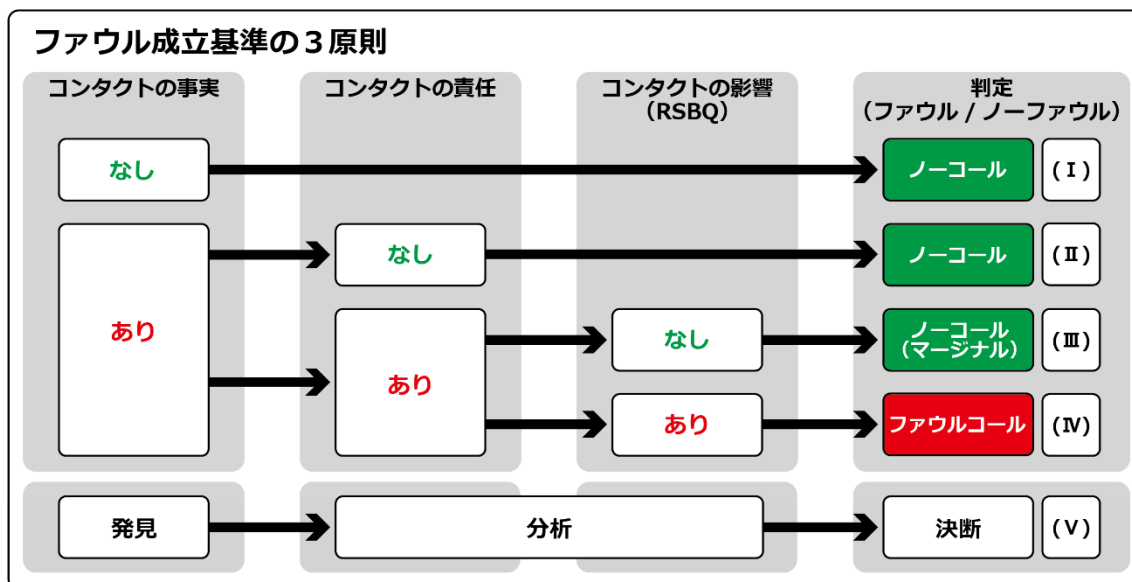 ファウル成立基準の3原則
コンタクトの事実
コンタクトの責任
コンタクトの影響
(RSBQ)
判定
(ファウル / ノーファウル)
なし
ノーコール
(Ⅰ)
あり
なし
ノーコール
(Ⅱ)
あり
なし
ノーコール
(マージナル)
(Ⅲ)
あり
ファウルコール
(Ⅳ)
発見
分析
決断
(Ⅴ)